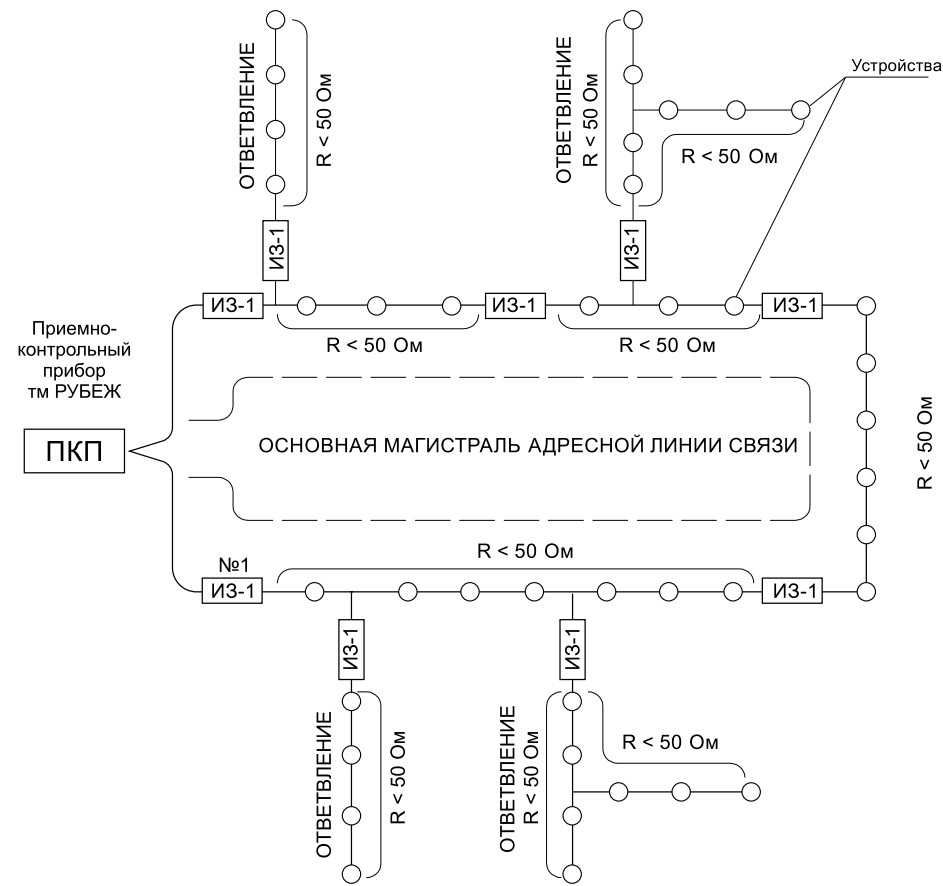 ОТВЕТВЛЕНИЕ
R < 50 Ом
ОТВЕТВЛЕНИЕ
R < 50 Ом
R < 50 Ом
Устройства
ИЗ-1
ИЗ-1
ИЗ-1
ИЗ-1
ИЗ-1
R < 50 Ом
R < 50 Ом
Приемно-
контрольный
прибор
тм РУБЕЖ
ПКП
ОСНОВНАЯ МАГИСТРАЛЬ АДРЕСНОЙ ЛИНИИ СВЯЗИ
R < 50 Ом
R < 50 Ом
№1
ИЗ-1
ИЗ-1
ИЗ-1
ИЗ-1
ОТВЕТВЛЕНИЕ
R < 50 Ом
ОТВЕТВЛЕНИЕ
R < 50 Ом
R < 50 Ом